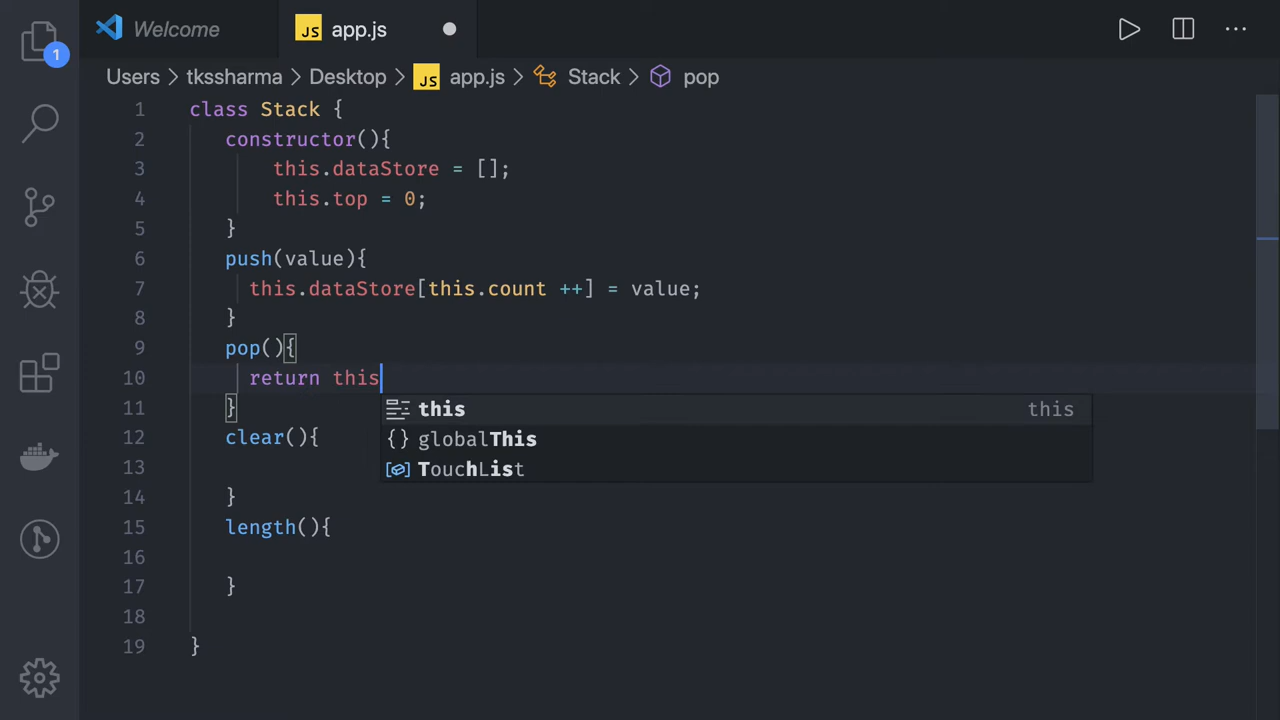 Welcome JS app.js
1
Users > tkssharma > Desktop > JS app.js > Stack > pop
1 class Stack {
2 constructor(){
3 this.dataStore = [];
4 this.top = 0;
5 }
6 push(value){
7 this.dataStore[this.count ++] = value;
8 }
9 pop(){
10 return this
this this
{} globalThis
TouchList
11 }
12 clear(){
13
14 }
15 length(){
16
17 }
18
19 }